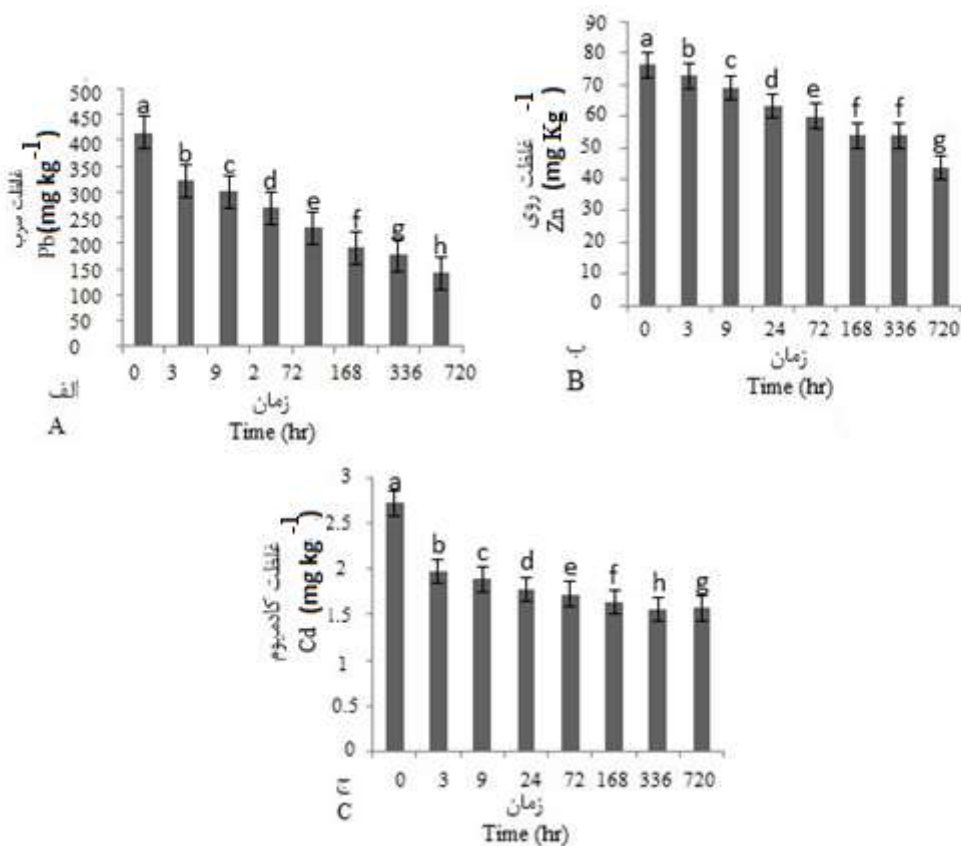 غلظت سرب
Pb(mg kg-1)
500
450
400
350
300
250
200
150
100
50
0
a
b
c
d
e
f
g
h
0 3 9 2 72 168 336 720
زمان
Time (hr)
الف
A
غلظت روی
Zn (mg Kg-1)
90
80
70
60
50
40
30
20
10
0
a
b
c
d
e
f
f
g
0 3 9 24 72 168 336 720
زمان
Time (hr)
B
غلظت کادمیوم
Cd (mg kg-1)
3
2.5
2
1.5
1
0.5
0
a
b
c
d
e
f
h
g
0 3 9 24 72 168 336 720
زمان
Time (hr)
ج
C